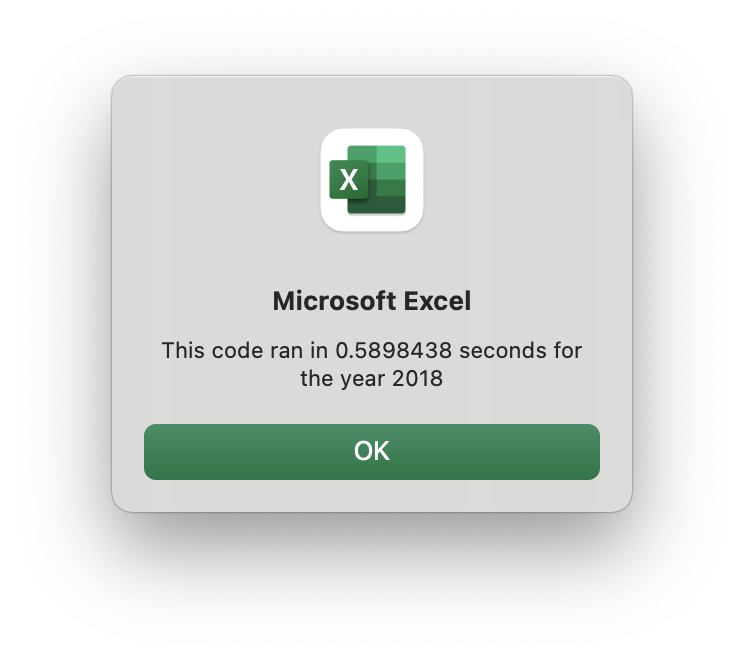 X
Microsoft Excel
This code ran in 0.5898438 seconds for
the year 2018
OK